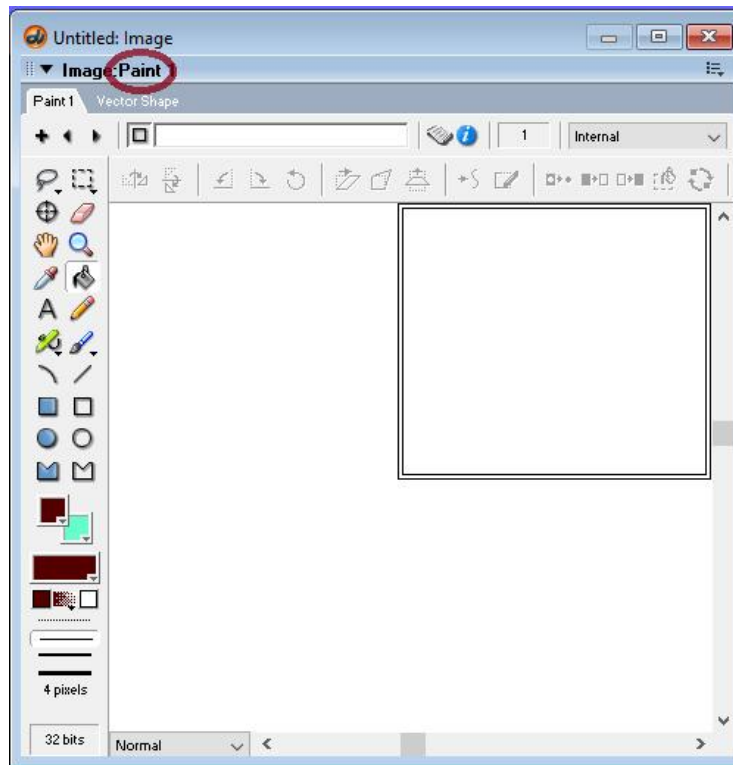 Untitled: Image
Image:Paint 1
Paint 1 Vector Shape
1 Internal
A
4 pixels
32 bits Normal